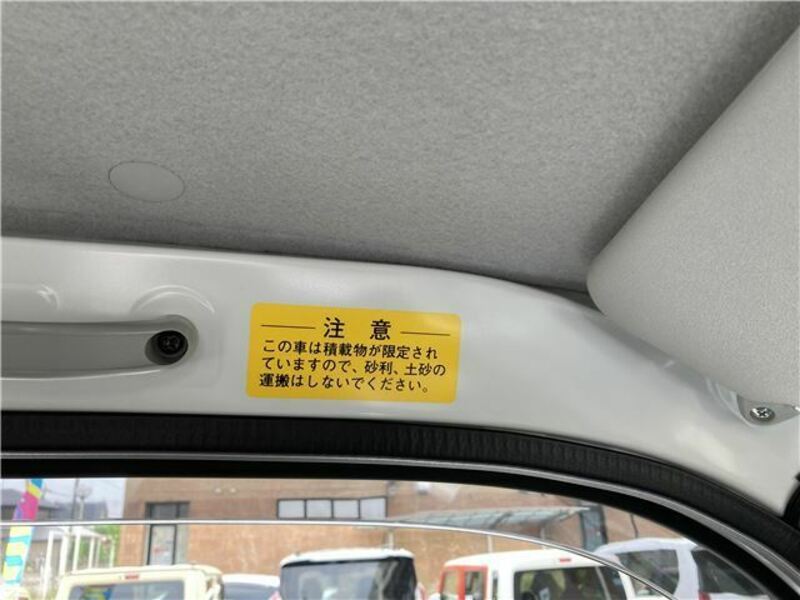 注意
この車は積載物が限定され
ていますので、砂利、土砂の
運搬はしないでください。